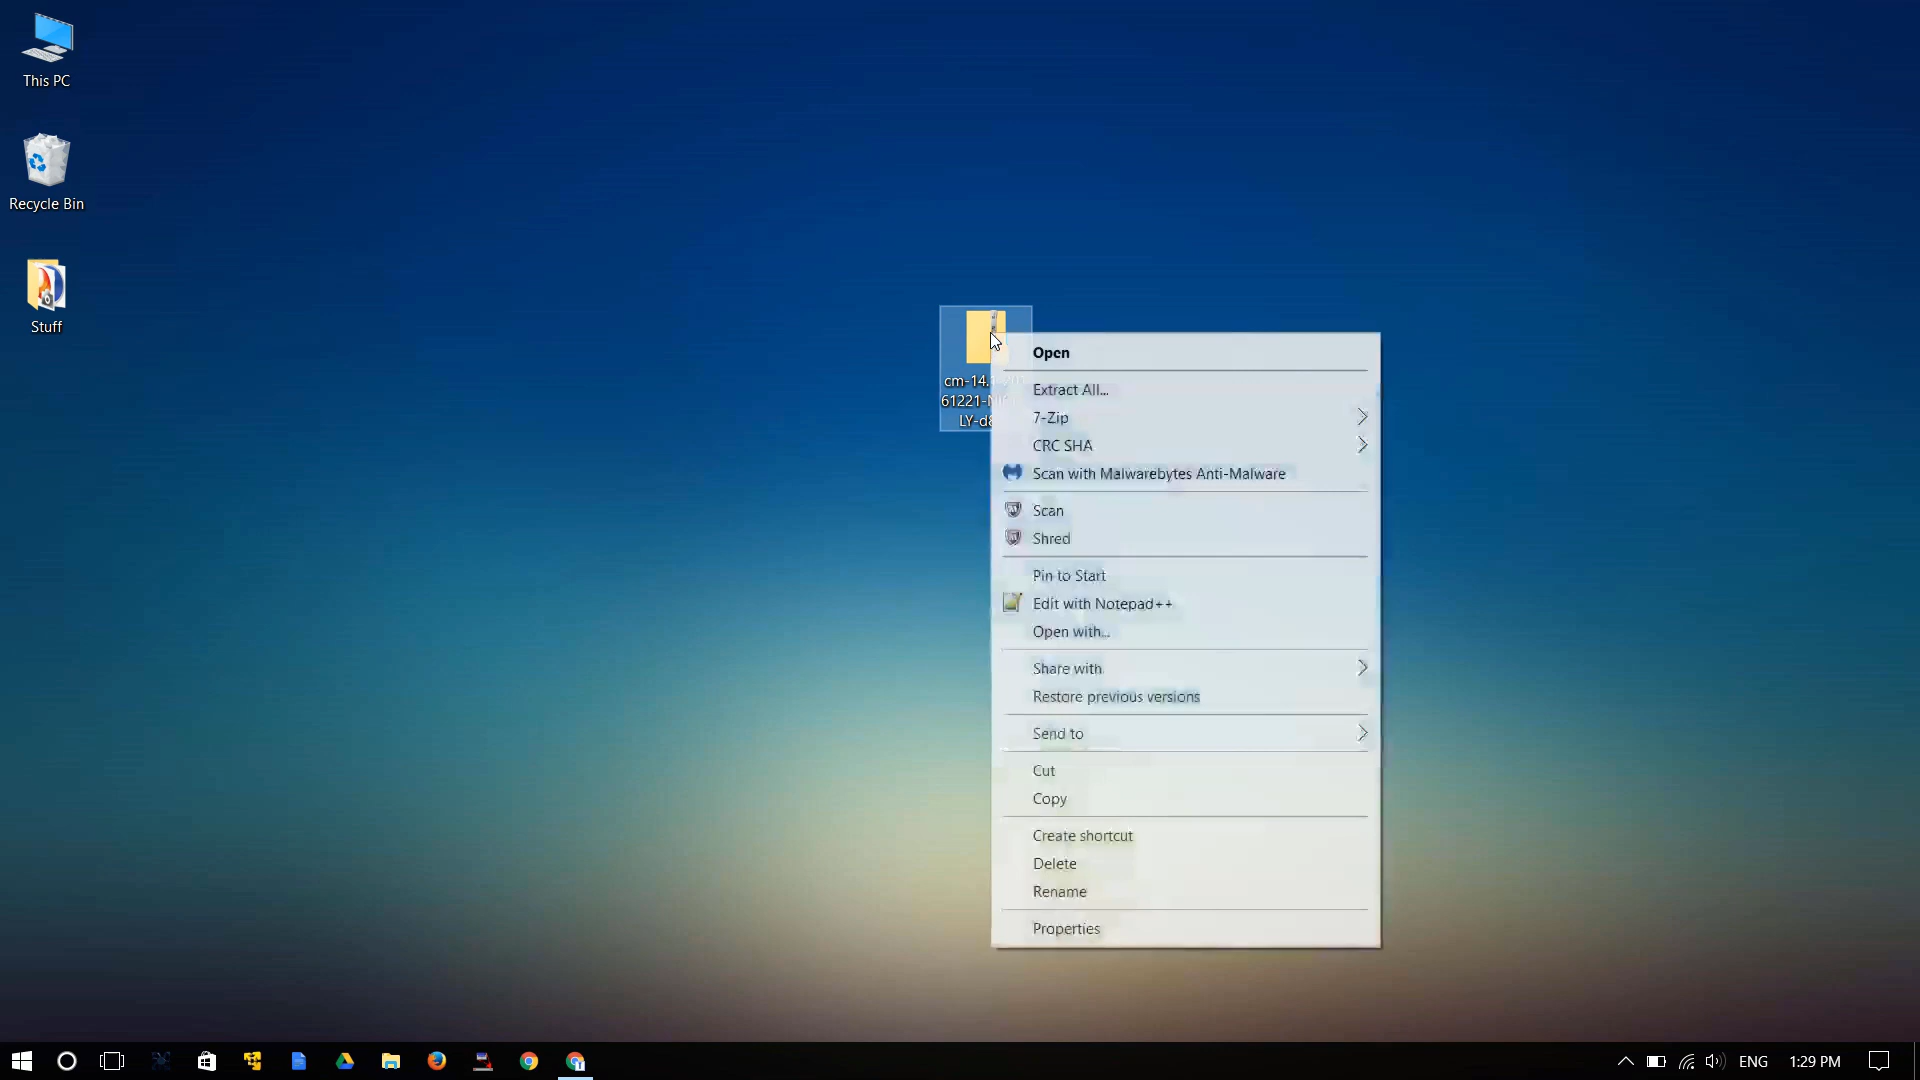 This PC
Recycle Bin
Stuff
cm-14.
61221-NI
LY-d8
Open
Extract All...
7-Zip
CRC SHA
Scan with Malwarebytes Anti-Malware
Scan
Shred
Pin to Start
Edit with Notepad++
Open with...
Share with
Restore previous versions
Send to
Cut
Copy
Create shortcut
Delete
Rename
Properties
ENG
1:29 PM